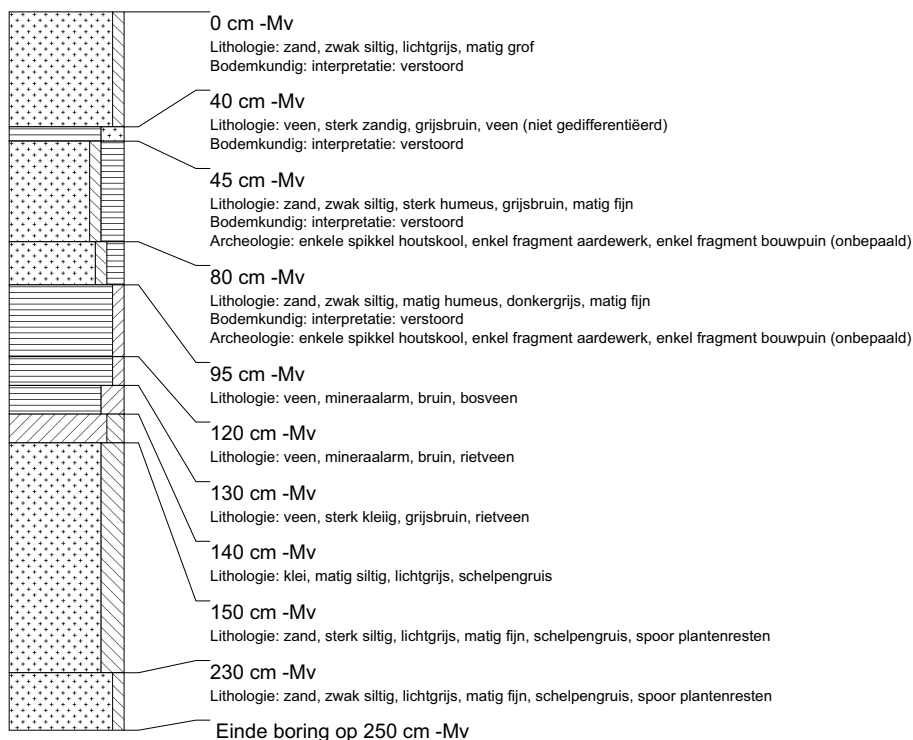 0 cm -Mv
Lithologie: zand, zwak siltig, lichtgrijs, matig grof
Bodemkundig: interpretatie: verstoord
40 cm -Mv
Lithologie: veen, sterk zandig, grijsbruin, veen (niet gedifferentiëerd)
Bodemkundig: interpretatie: verstoord
45 cm -Mv
Lithologie: zand, zwak siltig, sterk humeus, grijsbruin, matig fijn
Bodemkundig: interpretatie: verstoord
Archeologie: enkele spikkel houtskool, enkel fragment aardewerk, enkel fragment bouwpuin (onbepaald)
80 cm -Mv
Lithologie: zand, zwak siltig, matig humeus, donkergrijs, matig fijn
Bodemkundig: interpretatie: verstoord
Archeologie: enkele spikkel houtskool, enkel fragment aardewerk, enkel fragment bouwpuin (onbepaald)
95 cm -Mv
Lithologie: veen, mineraalarm, bruin, bosveen
120 cm -Mv
Lithologie: veen, mineraalarm, bruin, rietveen
130 cm -Mv
Lithologie: veen, sterk kleiig, grijsbruin, rietveen
140 cm -Mv
Lithologie: klei, matig siltig, lichtgrijs, schelpengruis
150 cm -Mv
Lithologie: zand, sterk siltig, lichtgrijs, matig fijn, schelpengruis, spoor plantenresten
230 cm -Mv
Lithologie: zand, zwak siltig, lichtgrijs, matig fijn, schelpengruis, spoor plantenresten
Einde boring op 250 cm -Mv